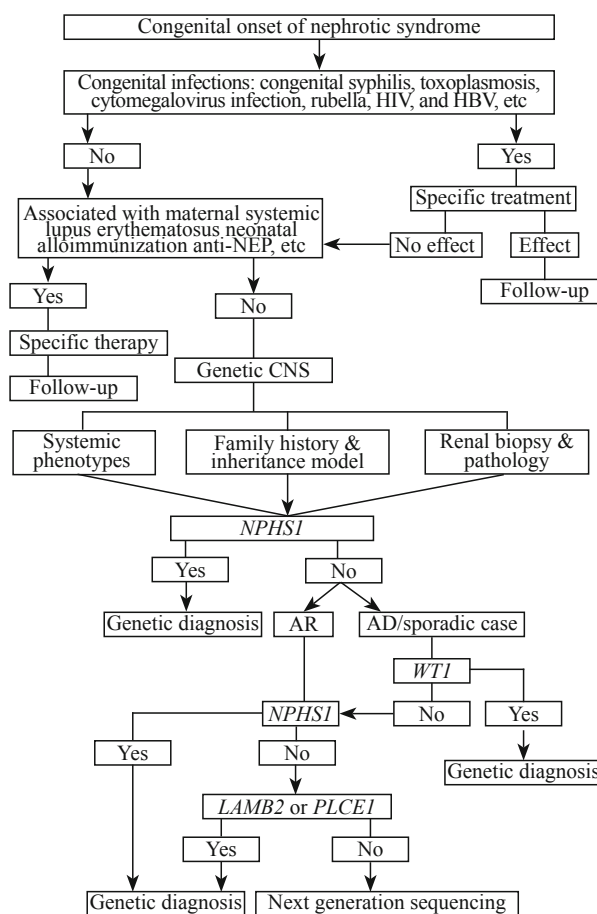 Congenital onset of nephrotic syndrome
Congenital infections: congenital syphilis, toxoplasmosis,
cytomegalovirus infection, rubella, HIV, and HBV, etc
No
Yes
Specific treatment
Associated with maternal systemic
lupus erythematosus neonatal
alloimmunization anti-NEP, etc
No effect
Effect
Follow-up
Yes
No
Specific therapy
Follow-up
Genetic CNS
Systemic
phenotypes
Family history &
inheritance model
Renal biopsy &
pathology
NPHS1
Yes
No
Genetic diagnosis
AR
AD/sporadic case
WT1
NPHS1
No
Yes
Yes
No
Genetic diagnosis
LAMB2 or PLCE1
Yes
No
Genetic diagnosis
Next generation sequencing